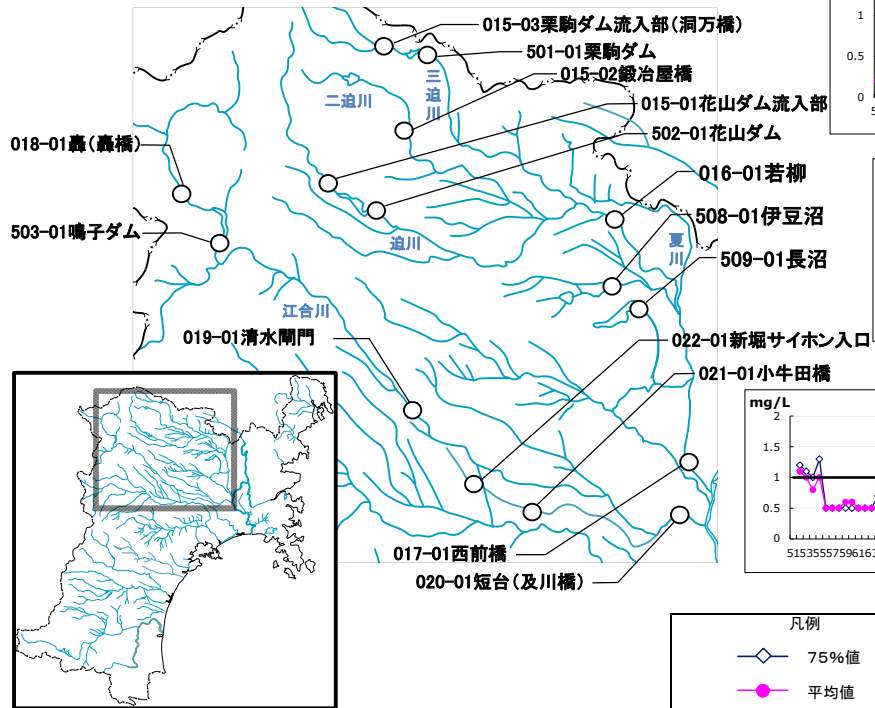 015-03栗駒ダム流入部(洞万橋)
501-01栗駒ダム
015-02鍛冶屋橋
015-01花山ダム流入部
502-01花山ダム
018-01轟(轟橋)
503-01鳴子ダム
016-01若柳
508-01伊豆沼
509-01長沼
三迫川
二迫川
迫川
夏川
江合川
019-01清水閘門
022-01新堀サイホン入口
021-01小牛田橋
017-01西前橋
020-01短台(及川橋)
1
0.5
0
5
mg/L
2
1.5
1
0.5
0
51535557596163
凡例
75%値
平均値